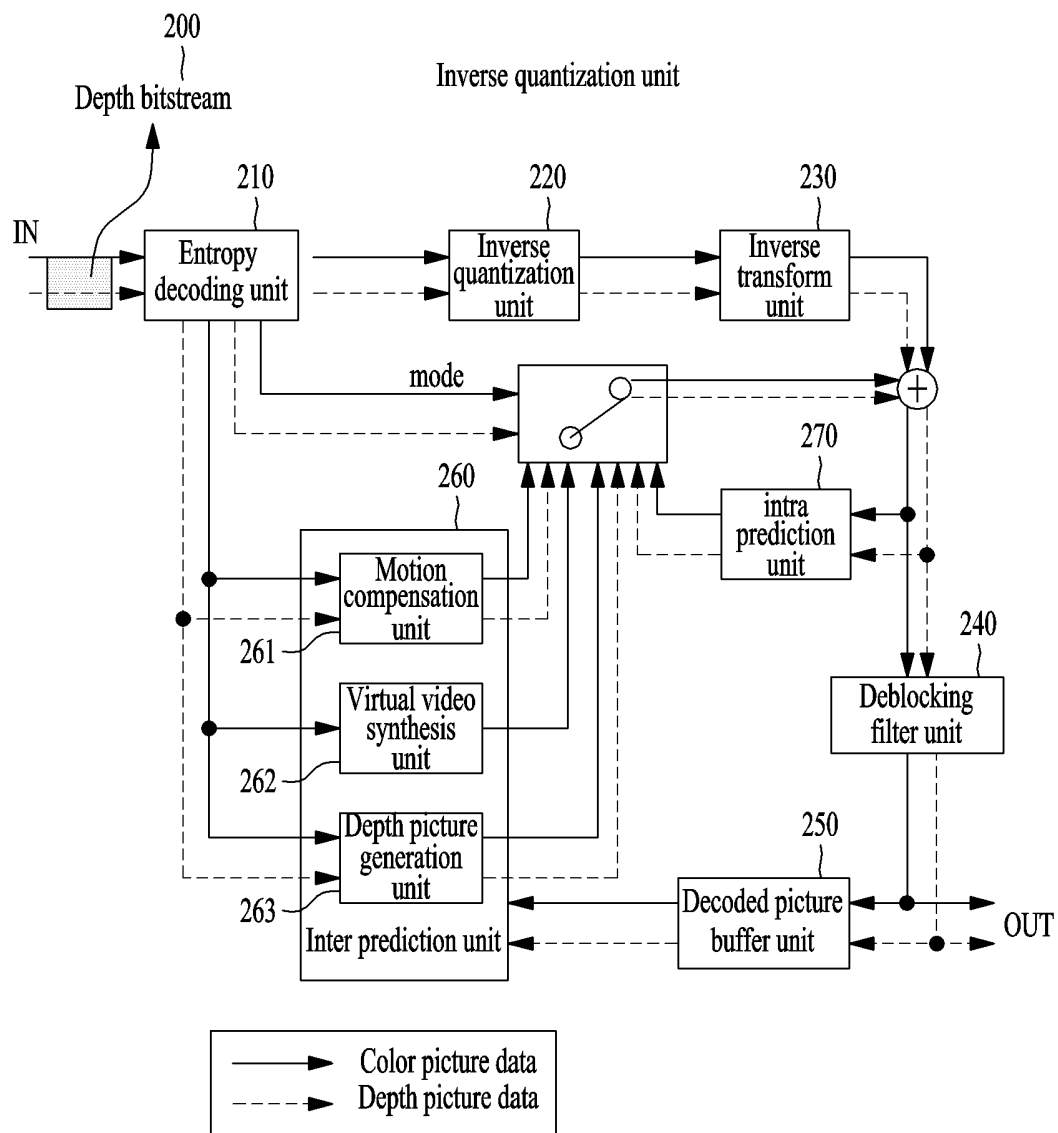 200
Depth bitstream
Inverse quantization unit
210
220
230
IN
Entropy
decoding unit
Inverse
quantization
unit
Inverse
transform
unit
mode
+
270
260
intra
prediction
unit
Motion
compensation
unit
261
240
Virtual video
synthesis
unit
Deblocking
filter unit
262
Depth picture
generation
unit
250
263
Decoded picture
buffer unit
OUT
Inter prediction unit
Color picture data
Depth picture data